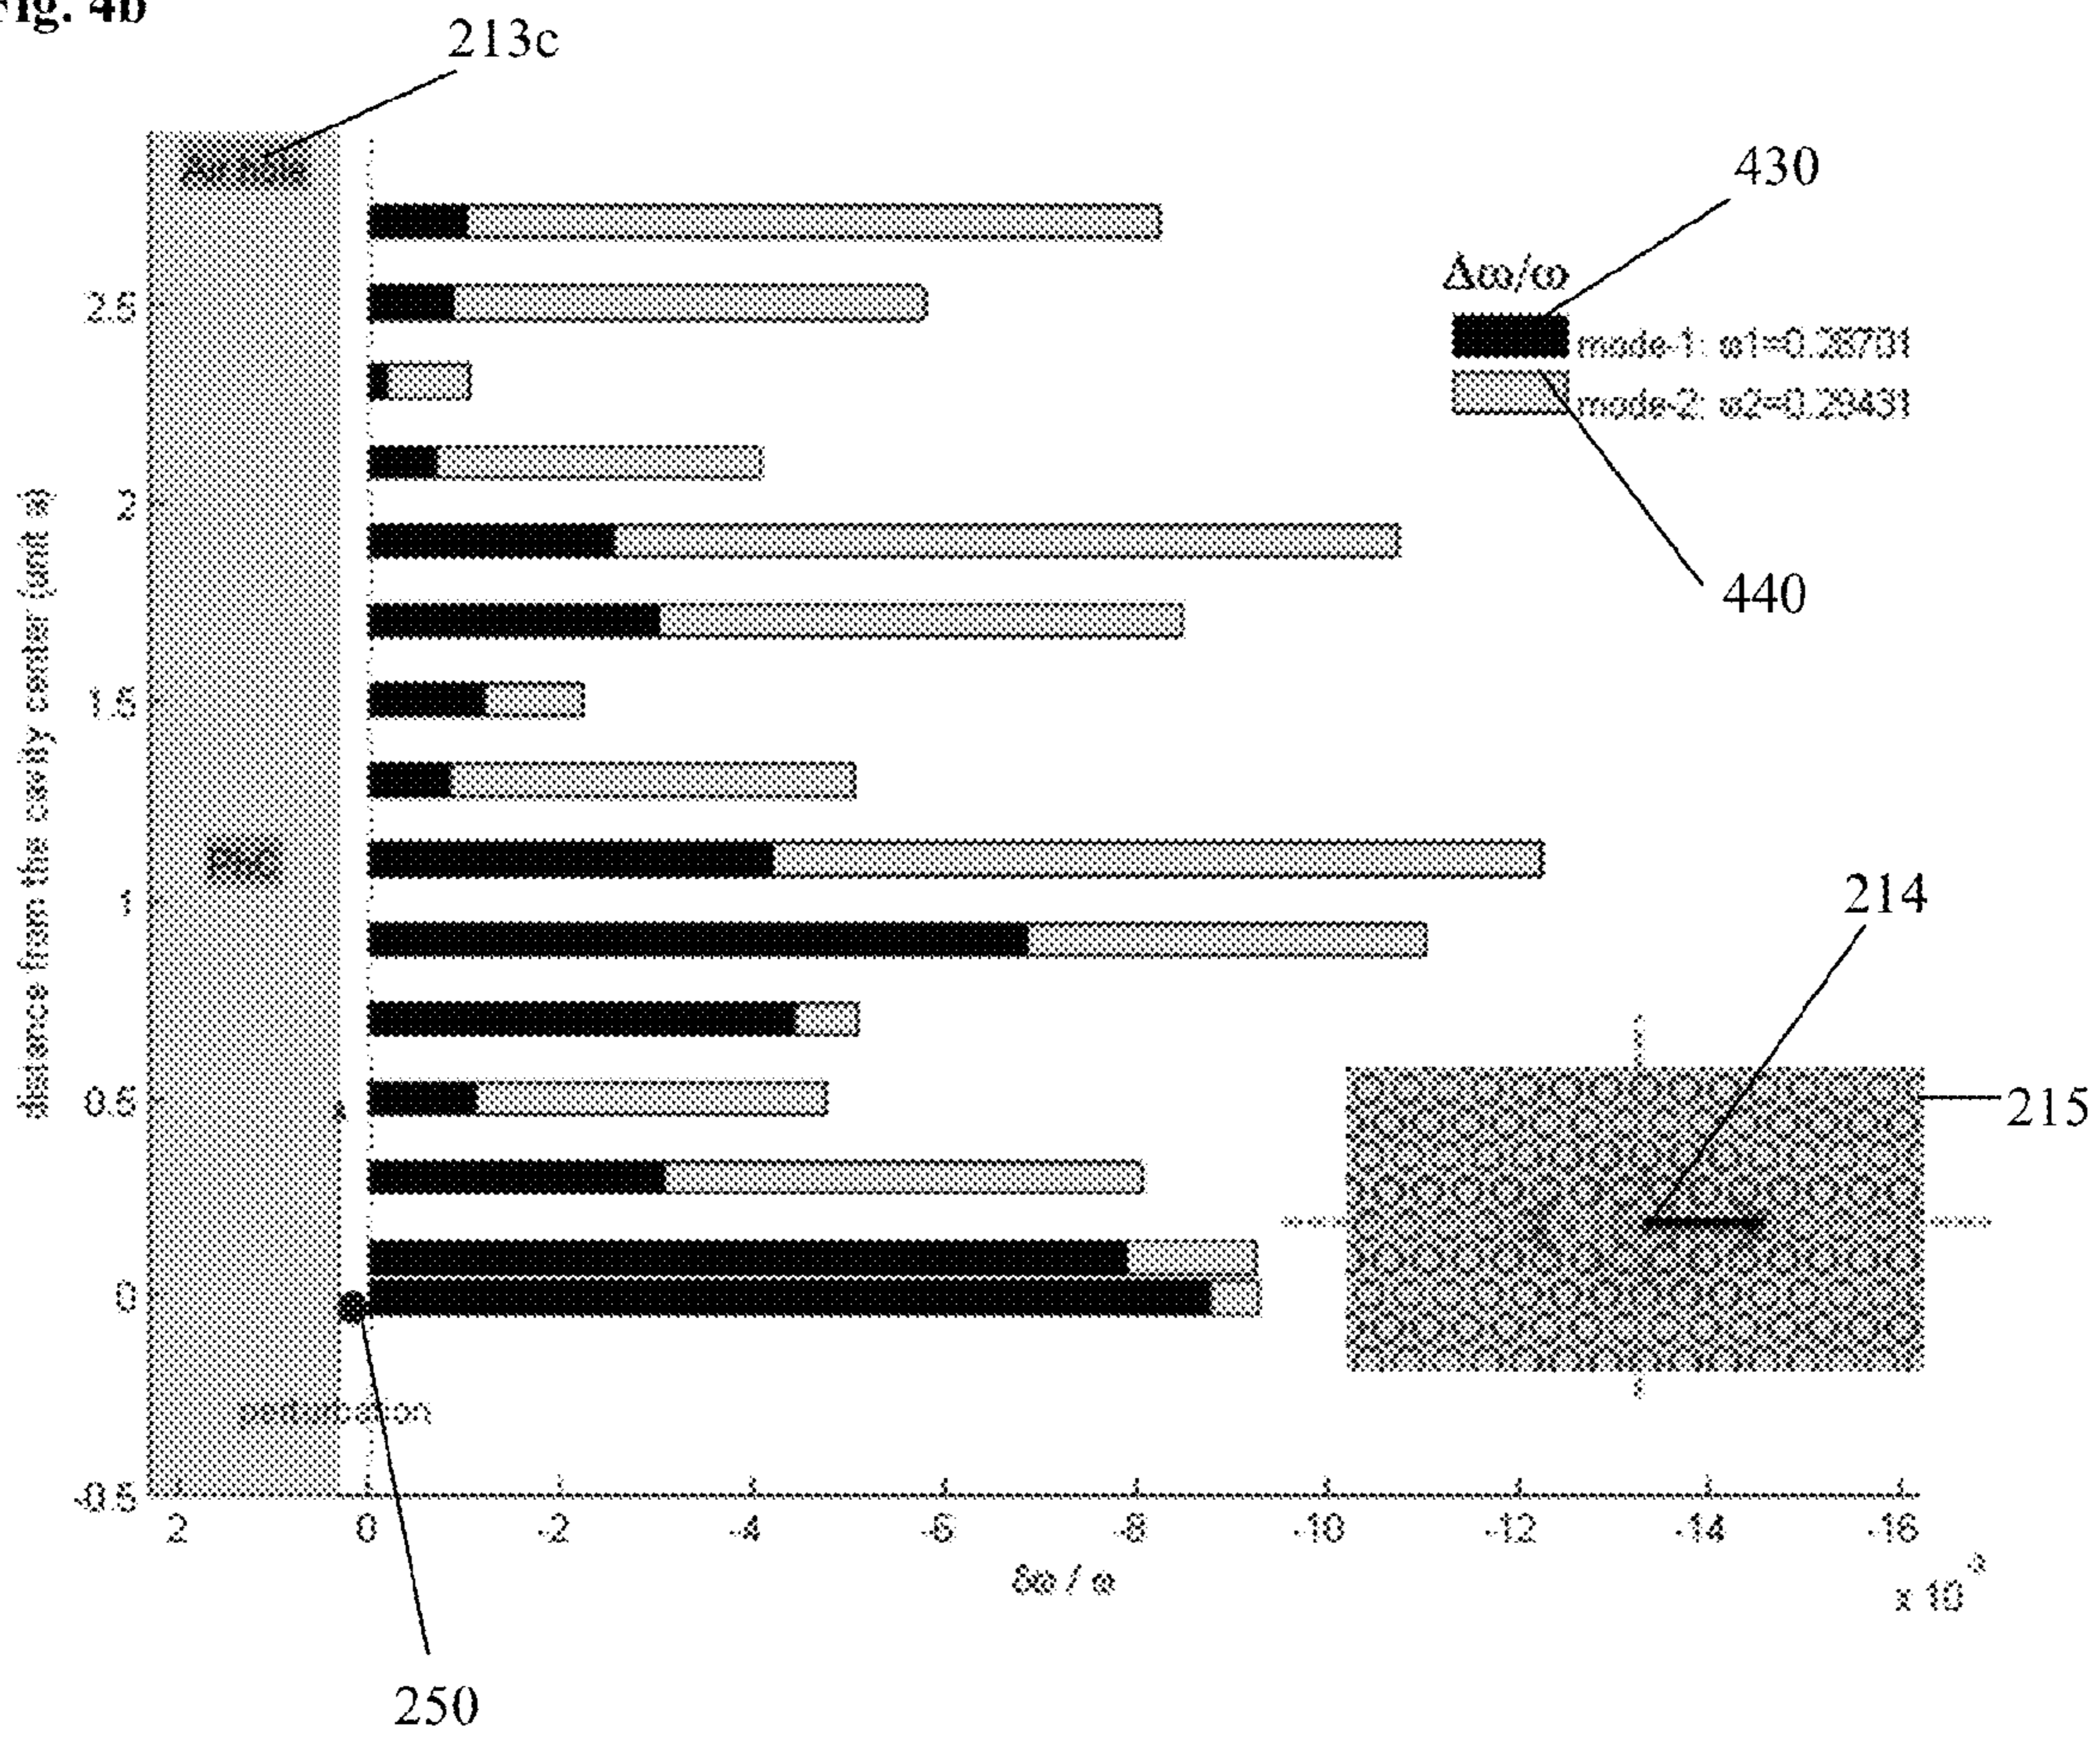 Fig. 4b
213c
430
Δω/ω
mode-1: ω1=0.28701
mode-2: ω2=0.29431
440
214
215
distance from the cavity center (unit a)
2.5
2
1.5
1
0.5
0
-0.5
perturbation
2 0 -2 -4 -6 -8 -10 -12 -14 -16
δω / ω
x 10
250